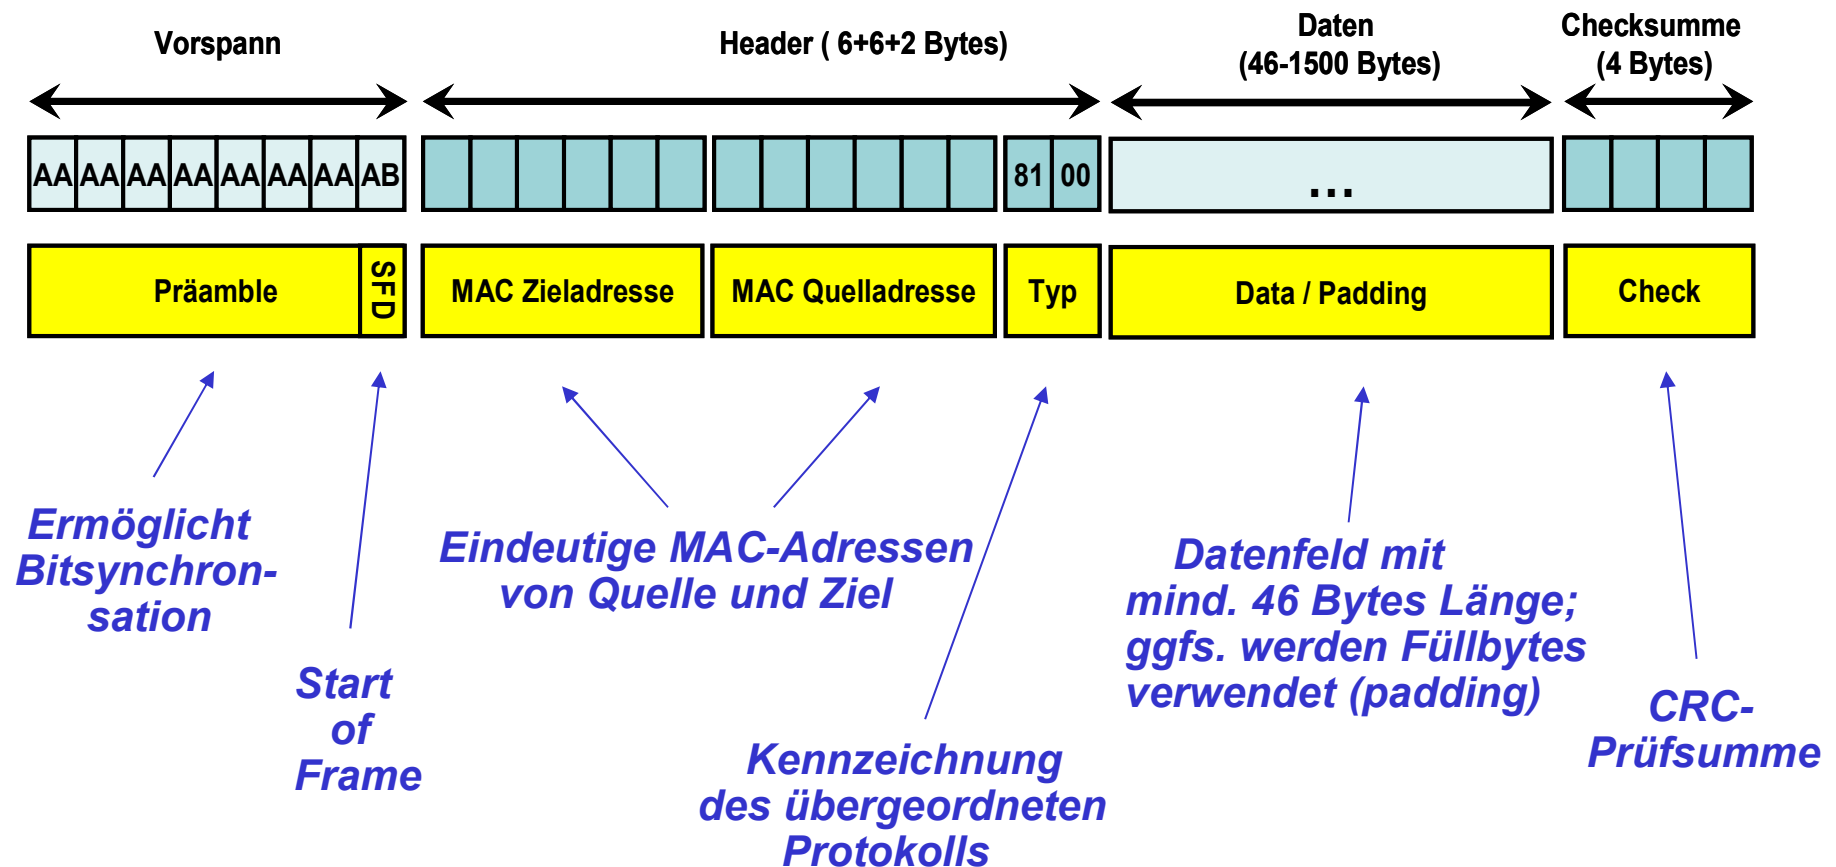 Vorspann
Header ( 6+6+2 Bytes)
Daten
(46-1500 Bytes)
Checksumme
(4 Bytes)
AA AA AA AA AA AA AA AB
81 00
...
Präamble
SFD
MAC Zieladresse
MAC Quelladresse
Typ
Data / Padding
Check
Ermöglicht
Bitsynchron-
sation
Start
of
Frame
Eindeutige MAC-Adressen
von Quelle und Ziel
Kennzeichnung
des übergeordneten
Protokolls
Datenfeld mit
mind. 46 Bytes Länge;
ggfs. werden Füllbytes
verwendet (padding)
CRC-
Prüfsumme